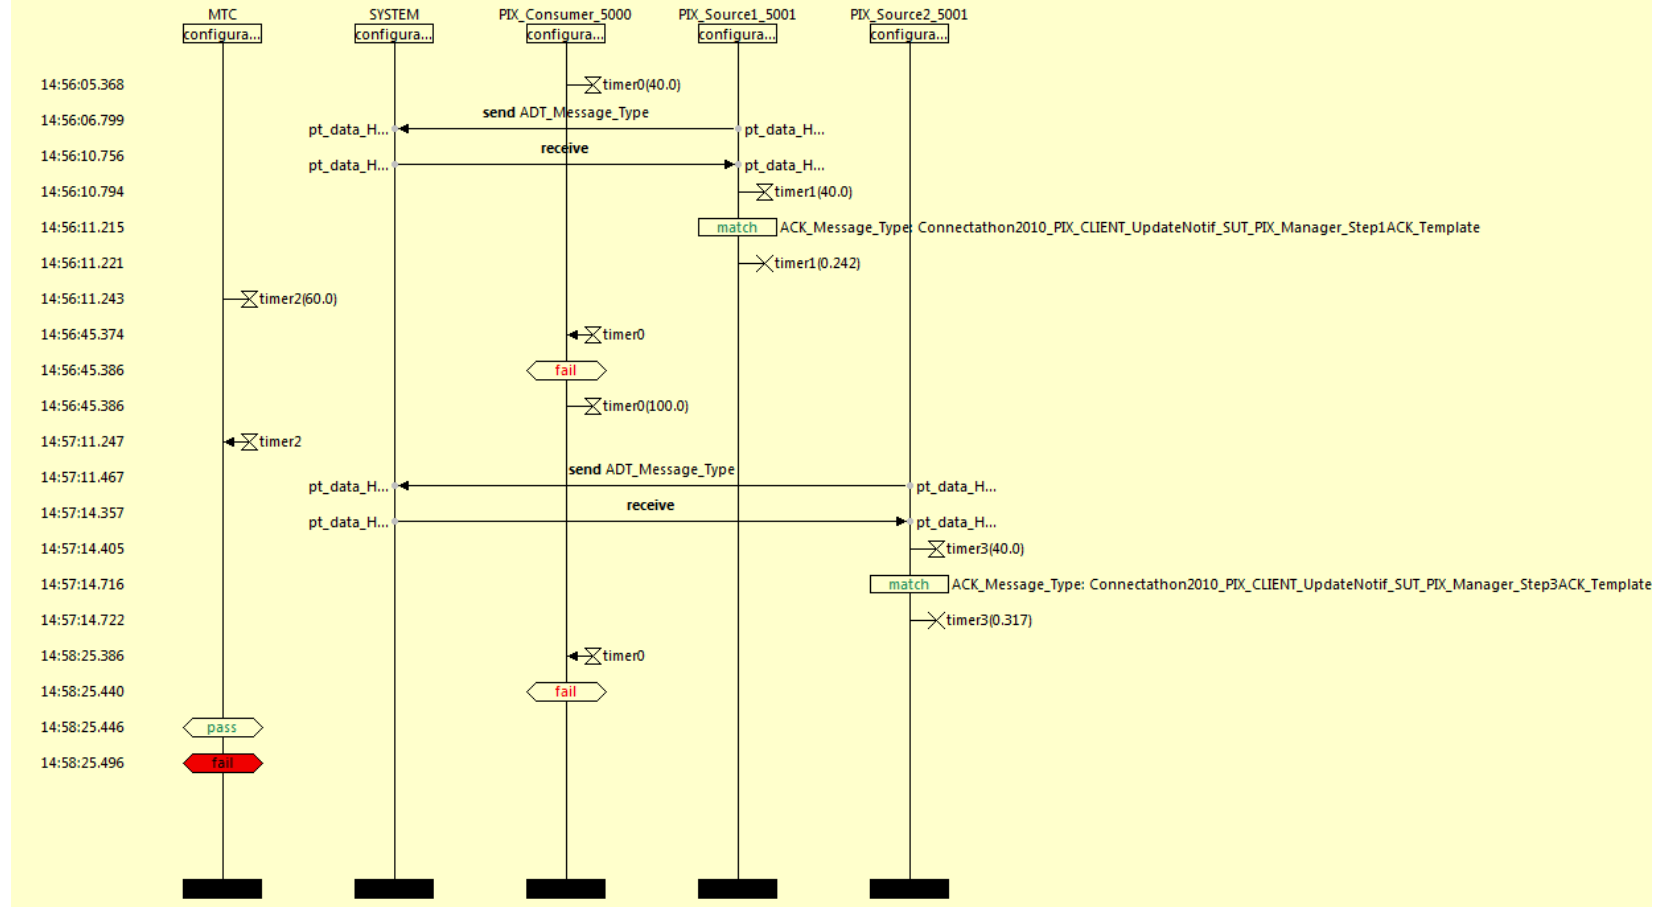 MTC SYSTEM PIX_Consumer_5000 PIX_Source1_5001 PIX_Source2_5001
configura... configura... configura... configura... configura...
14:56:05.368 timer0(40.0)
send ADT_Message_Type
14:56:06.799 pt_data_H... pt_data_H...
receive
14:56:10.756 pt_data_H... pt_data_H...
14:56:10.794 timer1(40.0)
14:56:11.215 match ACK_Message_Type: Connectathon2010_PIX_CLIENT_UpdateNotif_SUT_PIX_Manager_Step1ACK_Template
14:56:11.221 timer1(0.242)
14:56:11.243 timer2(60.0)
14:56:45.374 timer0
14:56:45.386 fail
14:56:45.386 timer0(100.0)
14:57:11.247 timer2
send ADT_Message_Type
14:57:11.467 pt_data_H... pt_data_H...
receive
14:57:14.357 pt_data_H... pt_data_H...
14:57:14.405 timer3(40.0)
14:57:14.716 match ACK_Message_Type: Connectathon2010_PIX_CLIENT_UpdateNotif_SUT_PIX_Manager_Step3ACK_Template
14:57:14.722 timer3(0.317)
14:58:25.386 timer0
14:58:25.440 fail
14:58:25.446 pass
14:58:25.496 fail